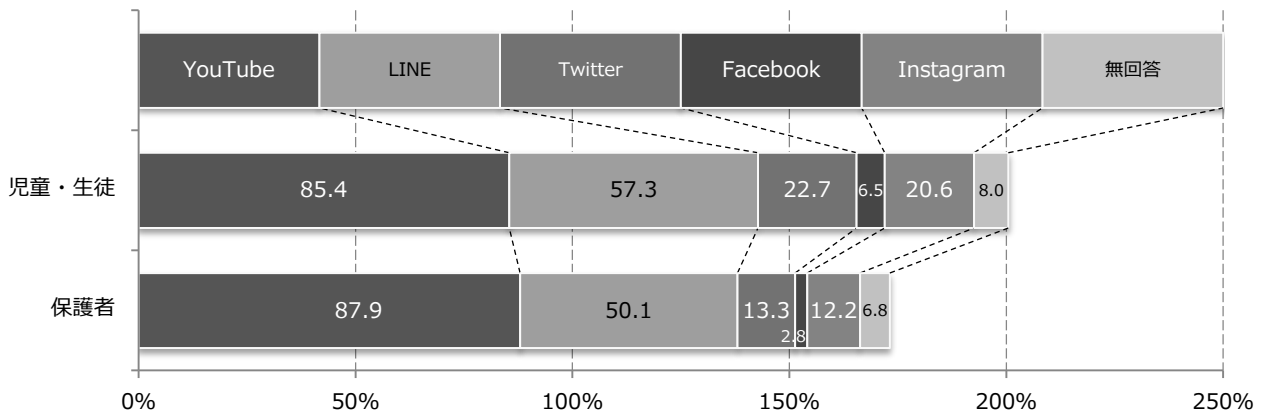 YouTube LINE Twitter Facebook Instagram 無回答
児童・生徒 85.4 57.3 22.7 6.5 20.6 8.0
保護者 87.9 50.1 13.3 2.8 12.2 6.8
0% 50% 100% 150% 200% 250%